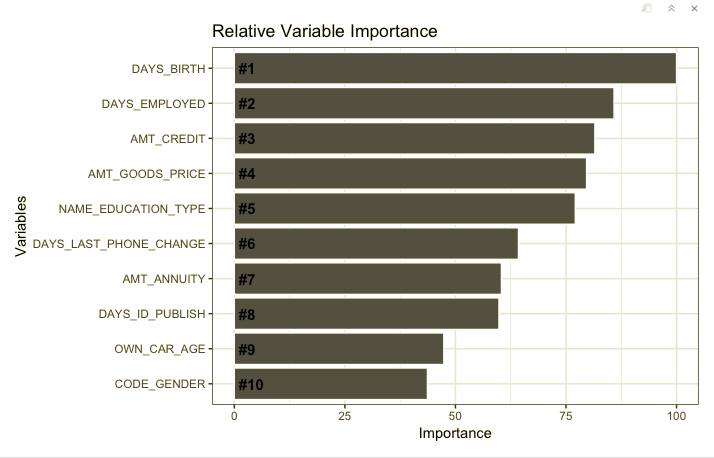 Relative Variable Importance
Variables
DAYS_BIRTH #1
DAYS_EMPLOYED #2
AMT_CREDIT #3
AMT_GOODS_PRICE #4
NAME_EDUCATION_TYPE #5
DAYS_LAST_PHONE_CHANGE #6
AMT_ANNUITY #7
DAYS_ID_PUBLISH #8
OWN_CAR_AGE #9
CODE_GENDER #10
0 25 50 75 100
Importance